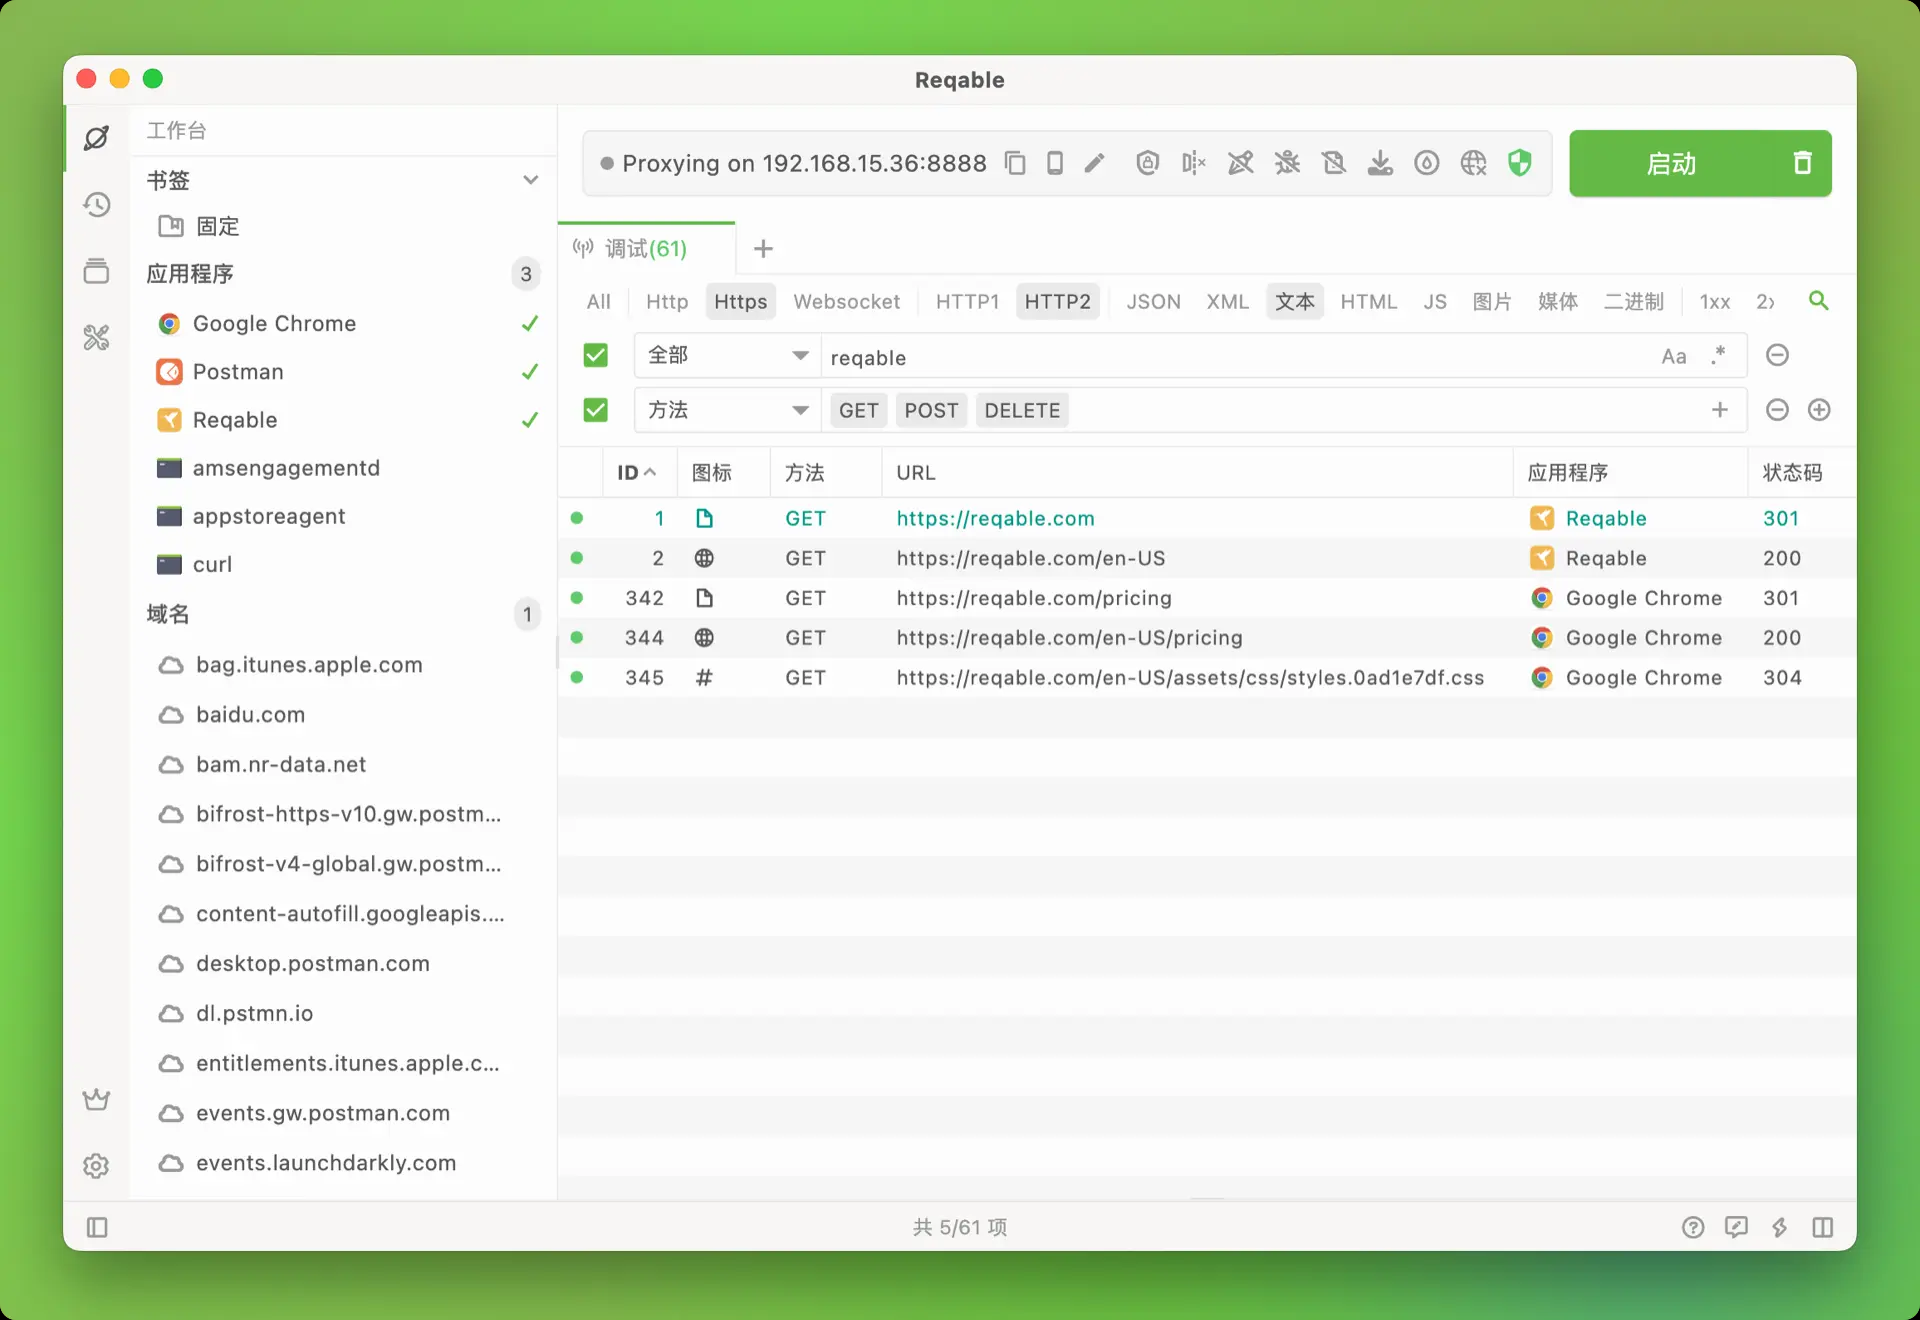 Reqable
工作台
书签
固定
应用程序 3
Google Chrome
Postman
Reqable
amsengagementd
appstoreagent
curl
域名 1
bag.itunes.apple.com
baidu.com
bam.nr-data.net
bifrost-https-v10.gw.postm...
bifrost-v4-global.gw.postm...
content-autofill.googleapis....
desktop.postman.com
dl.pstmn.io
entitlements.itunes.apple.c...
events.gw.postman.com
events.launchdarkly.com
Proxying on 192.168.15.36:8888
启动
调试(61)
All Http Https Websocket HTTP1 HTTP2 JSON XML 文本 HTML JS 图片 媒体 二进制 1xx 2
全部 reqable Aa .*
方法 GET POST DELETE
ID 图标 方法 URL 应用程序 状态码
1 GET https://reqable.com Reqable 301
2 GET https://reqable.com/en-US Reqable 200
342 GET https://reqable.com/pricing Google Chrome 301
344 GET https://reqable.com/en-US/pricing Google Chrome 200
345 # GET https://reqable.com/en-US/assets/css/styles.0ad1e7df.css Google Chrome 304
共 5/61 项